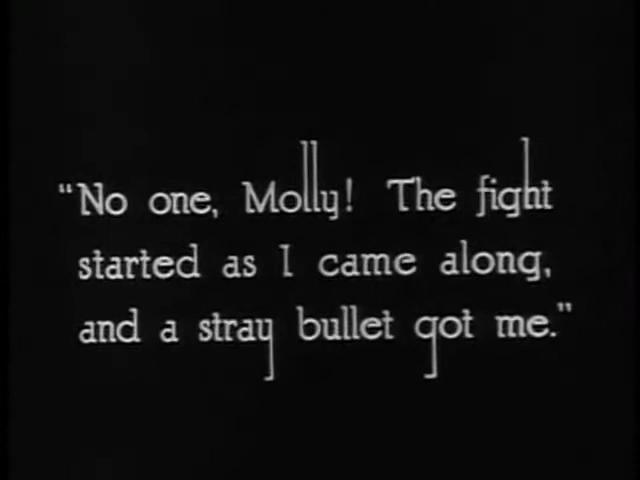 “No one, Molly! The fight
started as I came along,
and a stray bullet got me.”